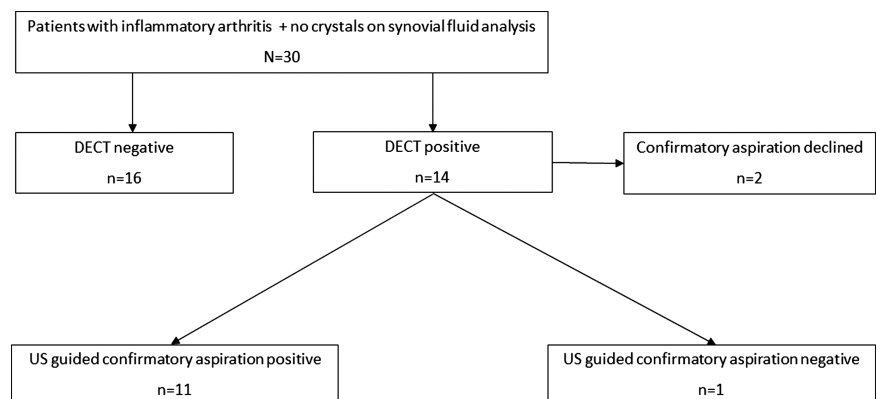 Patients with inflammatory arthritis + no crystals on synovial fluid analysis
N=30
DECT negative
n=16
DECT positive
n=14
Confirmatory aspiration declined
n=2
US guided confirmatory aspiration positive
n=11
US guided confirmatory aspiration negative
n=1